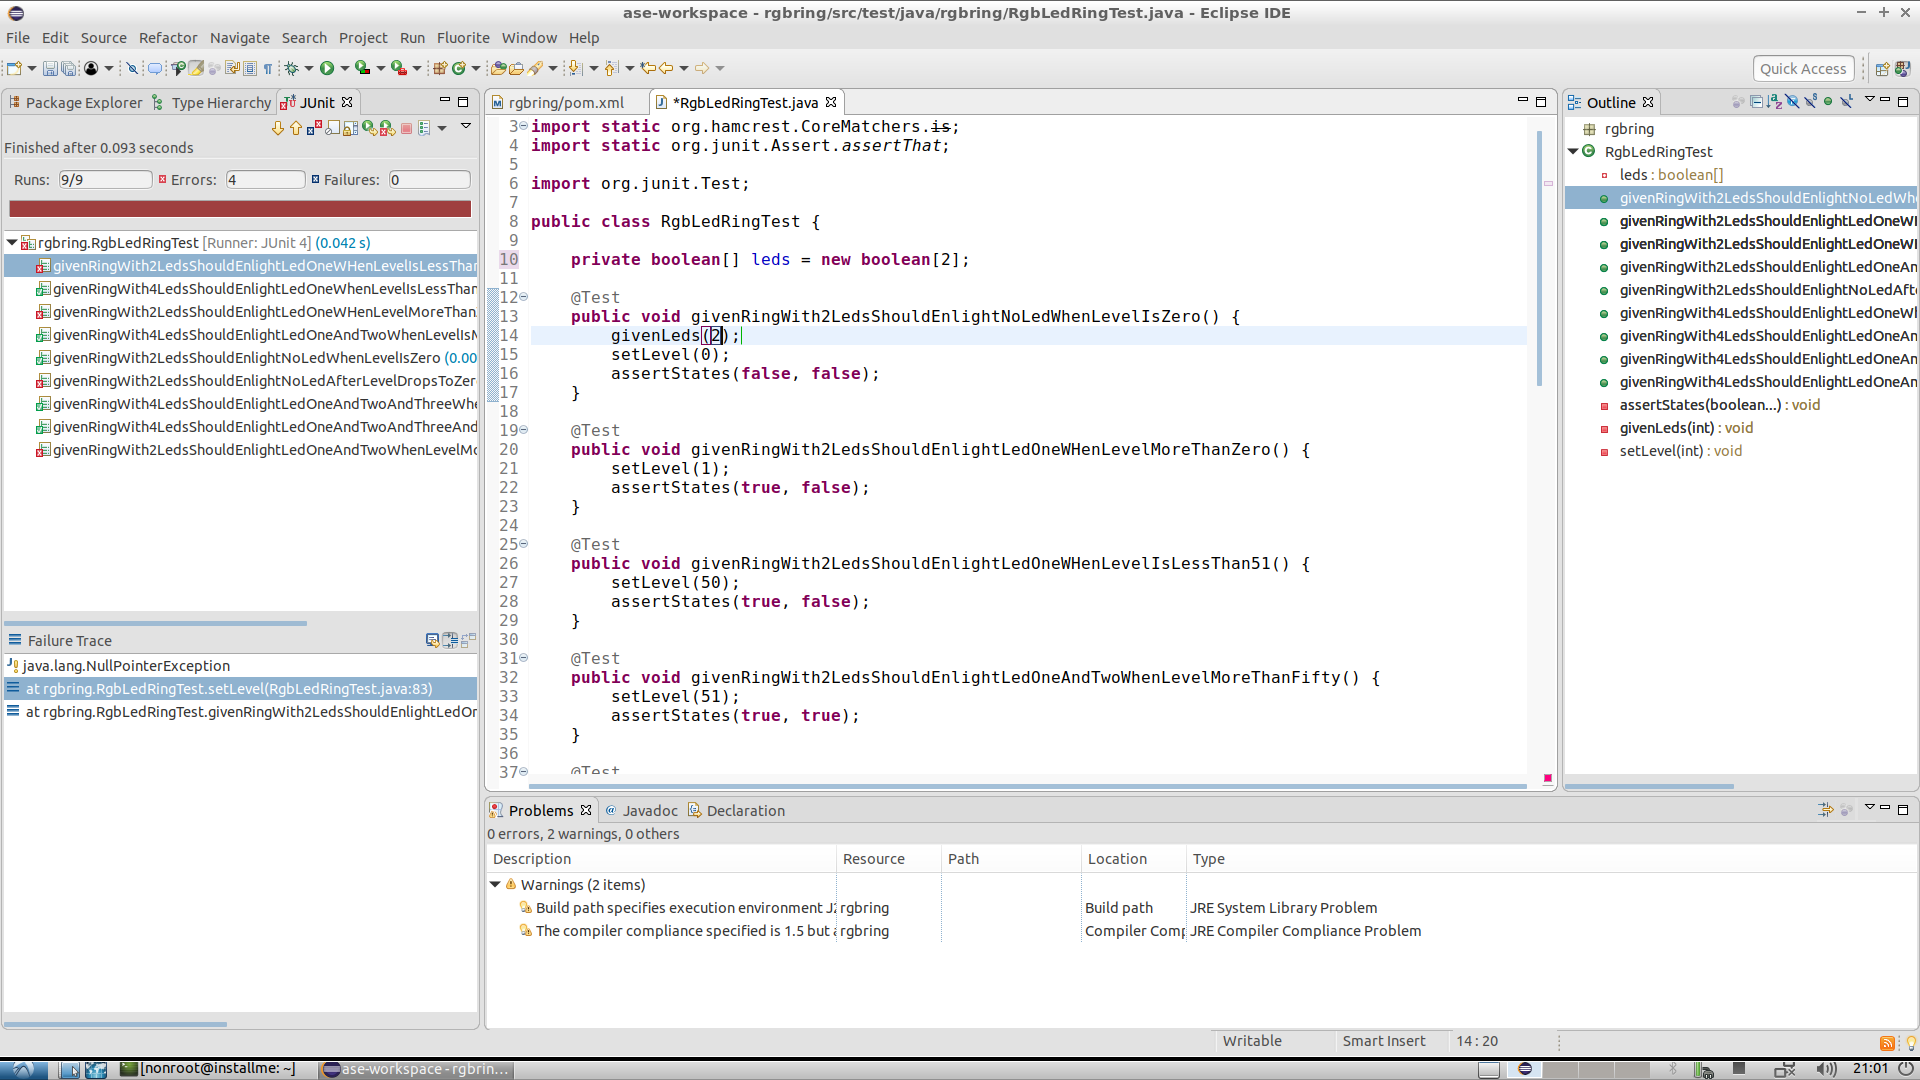 ase-workspace - rgbring/src/test/java/rgbring/RgbLedRingTest.java - Eclipse IDE
File Edit Source Refactor Navigate Search Project Run Fluorite Window Help
Quick Access
Package Explorer Type Hierarchy JUnit
Finished after 0.093 seconds
Runs: 9/9 Errors: 4 Failures: 0
rgbring.RgbLedRingTest [Runner: JUnit 4] (0.042 s)
givenRingWith2LedsShouldEnlightLedOneWHenLevelIsLessThan
givenRingWith4LedsShouldEnlightLedOneWhenLevelIsLessThan
givenRingWith2LedsShouldEnlightLedOneWHenLevelMoreThanZ
givenRingWith4LedsShouldEnlightLedOneAndTwoWhenLevelIsM
givenRingWith2LedsShouldEnlightNoLedWhenLevelIsZero (0.00
givenRingWith2LedsShouldEnlightNoLedAfterLevelDropsToZer
givenRingWith4LedsShouldEnlightLedOneAndTwoAndThreeWhe
givenRingWith4LedsShouldEnlightLedOneAndTwoAndThreeAnd
givenRingWith2LedsShouldEnlightLedOneAndTwoWhenLevelMo
Failure Trace
java.lang.NullPointerException
at rgbring.RgbLedRingTest.setLevel(RgbLedRingTest.java:83)
at rgbring.RgbLedRingTest.givenRingWith2LedsShouldEnlightLedOn
rgbring/pom.xml *RgbLedRingTest.java
3 import static org.hamcrest.CoreMatchers.is;
4 import static org.junit.Assert.assertThat;
5
6 import org.junit.Test;
7
8 public class RgbLedRingTest {
9
10 private boolean[] leds = new boolean[2];
11
12 @Test
13 public void givenRingWith2LedsShouldEnlightNoLedWhenLevelIsZero() {
14 givenLeds(2);
15 setLevel(0);
16 assertStates(false, false);
17 }
18
19 @Test
20 public void givenRingWith2LedsShouldEnlightLedOneWHenLevelMoreThanZero() {
21 setLevel(1);
22 assertStates(true, false);
23 }
24
25 @Test
26 public void givenRingWith2LedsShouldEnlightLedOneWHenLevelIsLessThan51() {
27 setLevel(50);
28 assertStates(true, false);
29 }
30
31 @Test
32 public void givenRingWith2LedsShouldEnlightLedOneAndTwoWhenLevelMoreThanFifty() {
33 setLevel(51);
34 assertStates(true, true);
35 }
36
37 @Test
Outline
rgbring
RgbLedRingTest
leds : boolean[]
givenRingWith2LedsShouldEnlightNoLedWhe
givenRingWith2LedsShouldEnlightLedOneWH
givenRingWith2LedsShouldEnlightLedOneWH
givenRingWith2LedsShouldEnlightLedOneAn
givenRingWith2LedsShouldEnlightNoLedAfte
givenRingWith4LedsShouldEnlightLedOneWh
givenRingWith4LedsShouldEnlightLedOneAn
givenRingWith4LedsShouldEnlightLedOneAn
givenRingWith4LedsShouldEnlightLedOneAn
assertStates(boolean...) : void
givenLeds(int) : void
setLevel(int) : void
Problems Javadoc Declaration
0 errors, 2 warnings, 0 others
Description Resource Path Location Type
Warnings (2 items)
Build path specifies execution environment J2 rgbring Build path JRE System Library Problem
The compiler compliance specified is 1.5 but a rgbring Compiler Comp JRE Compiler Compliance Problem
Writable Smart Insert 14 : 20
[nonroot@installme: ~] ase-workspace - rgbrin... 21:01